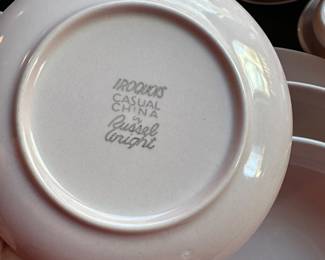 IROQUOIS
CASUAL
CHINA
by
Russel
Wright